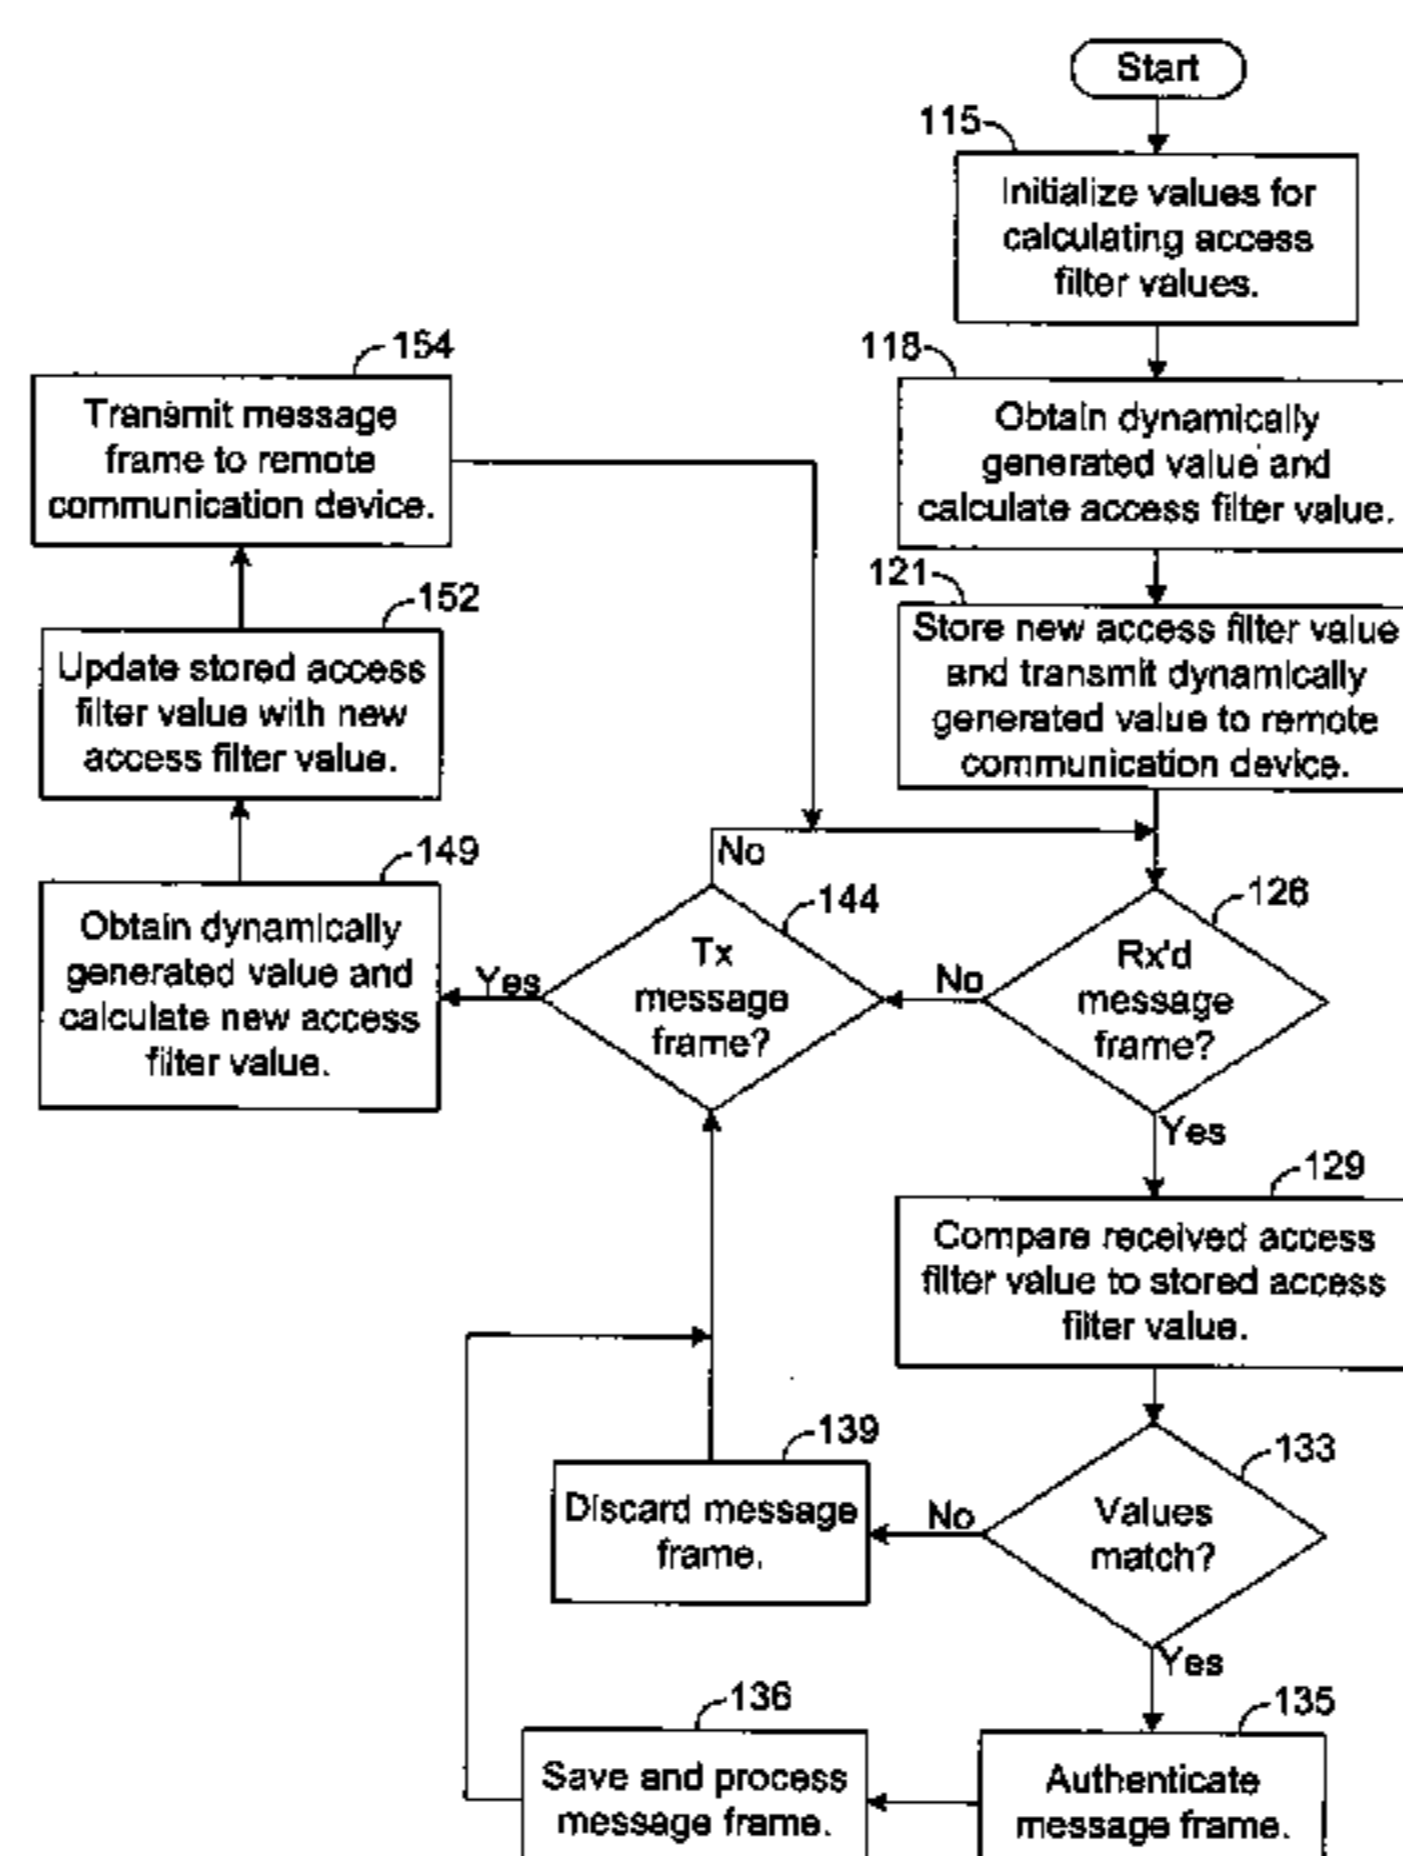 Start
115
Initialize values for
calculating access
filter values.
118
Obtain dynamically
generated value and
calculate access filter value.
121
Store new access filter value
and transmit dynamically
generated value to remote
communication device.
154
Transmit message
frame to remote
communication device.
152
Update stored access
filter value with new
access filter value.
149
Obtain dynamically
generated value and
calculate new access
filter value.
Yes
No
144
Tx
message
frame?
No
126
Rx'd
message
frame?
Yes
129
Compare received access
filter value to stored access
filter value.
133
Values
match?
No
139
Discard message
frame.
Yes
135
Authenticate
message frame.
136
Save and process
message frame.